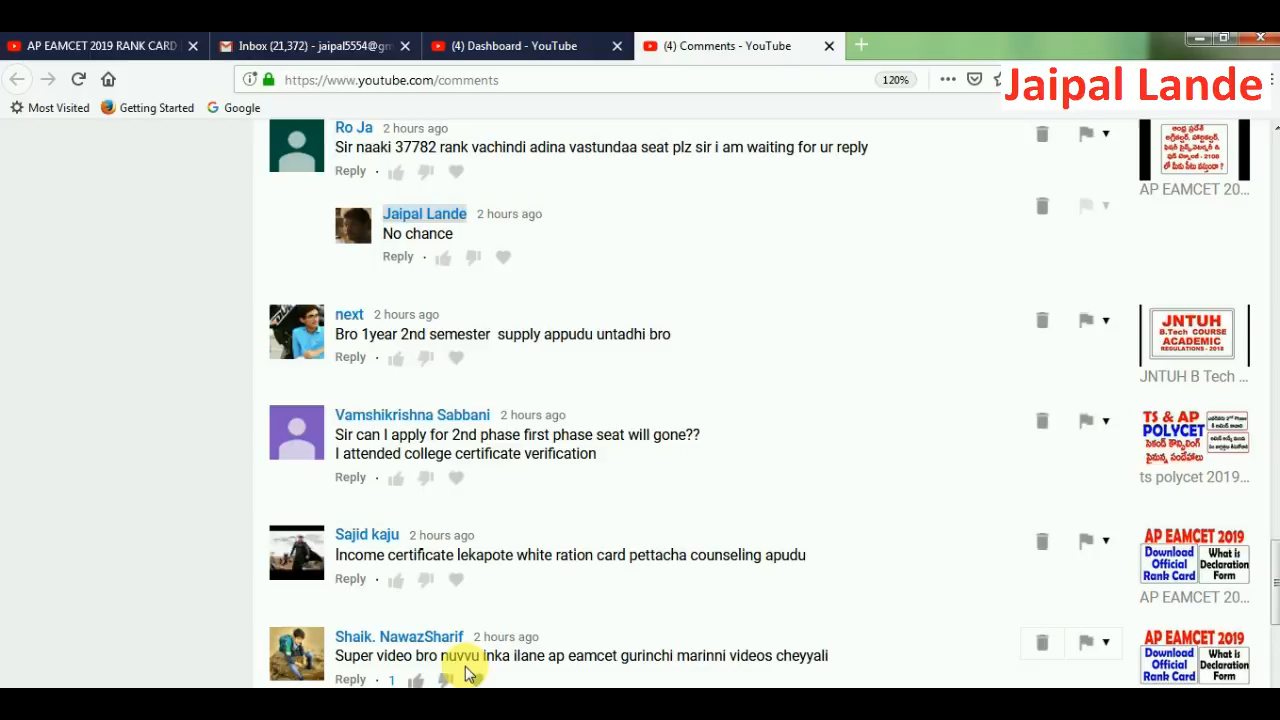 AP EAMCET 2019 RANK CARD
Inbox (21,372) - jaipal5554@gm
(4) Dashboard - YouTube
(4) Comments - YouTube
https://www.youtube.com/comments
120%
Jaipal Lande
Most Visited
Getting Started
Google
Ro Ja 2 hours ago
Sir naaki 37782 rank vachindi adina vastundaa seat plz sir i am waiting for ur reply
Reply
AP EAMCET 20...
Jaipal Lande 2 hours ago
No chance
Reply
next 2 hours ago
Bro 1year 2nd semester supply appudu untadhi bro
Reply
JNTUH
B.Tech COURSE
ACADEMIC
REGULATIONS - 2018
JNTUH B Tech ...
Vamshikrishna Sabbani 2 hours ago
Sir can I apply for 2nd phase first phase seat will gone??
I attended college certificate verification
Reply
TS & AP
POLYCET
ts polycet 2019...
Sajid kaju 2 hours ago
Income certificate lekapote white ration card pettacha counseling apudu
Reply
AP EAMCET 2019
Download Official Rank Card
What is Declaration Form
AP EAMCET 20...
Shaik. NawazSharif 2 hours ago
Super video bro nuvvu inka ilane ap eamcet gurinchi marinni videos cheyyali
Reply 1
AP EAMCET 2019
Download Official Rank Card
What is Declaration Form